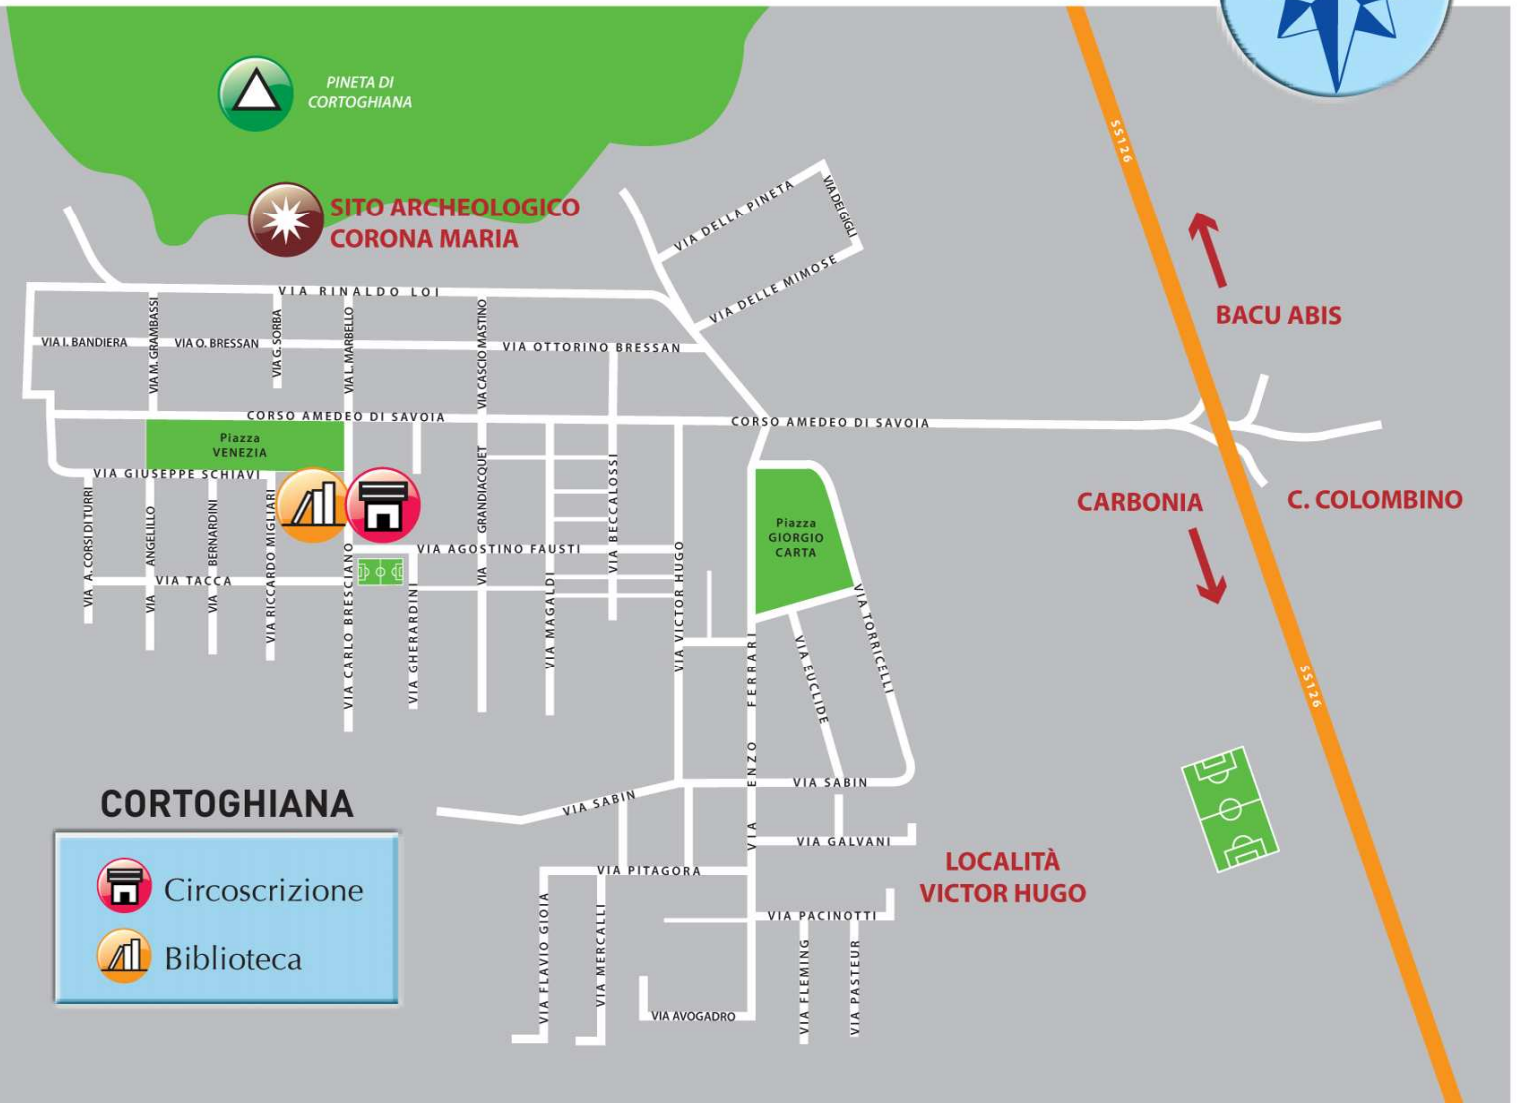 PINETA DI
CORTOGHIANA
SS126
SITO ARCHEOLOGICO
CORONA MARIA
VIA DELLA PINETA
VIA DEI GIGLI
VIA DELLE MIMOSE
VIA RINALDO LOI
BACU ABIS
VIA I. BANDIERA
VIA M. GRAMBASSI
VIA O. BRESSAN
VIA G. SORBA
VIA L. MARBELLO
VIA CASCIO MASTINO
VIA OTTORINO BRESSAN
CORSO AMEDEO DI SAVOIA
CORSO AMEDEO DI SAVOIA
Piazza
VENEZIA
VIA GIUSEPPE SCHIAVI
VIA A. CORSI DI TURRI
VIA ANGELILLO
VIA BERNARDINI
VIA RICCARDO MIGLIARI
VIA TACCA
VIA CARLO BRESCIANO
VIA GHERARDINI
VIA AGOSTINO FAUSTI
VIA GRANDIACQUET
VIA MAGALDI
VIA BECCALOSSI
VIA VICTOR HUGO
Piazza
GIORGIO
CARTA
CARBONIA
C. COLOMBINO
VIA ENZO FERRARI
VIA EUCLIDE
VIA TORRICELLI
SS126
VIA SABIN
VIA SABIN
VIA GALVANI
VIA PITAGORA
LOCALITÀ
VICTOR HUGO
VIA PACINOTTI
VIA FLAVIO GIOIA
VIA MERCALLI
VIA AVOGADRO
VIA FLEMING
VIA PASTEUR
CORTOGHIANA
Circoscrizione
Biblioteca